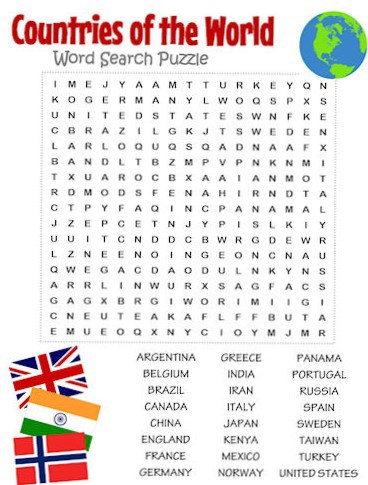 Countries of the World
Word Search Puzzle
I M E J Y A A M T T U R K E Y Q N
K O G E R M A N Y L W O Q S P X S
U N I T E D S T A T E S W N F K E
C B R A Z I L G K J T S W E D E N
L A R L O Q U Q S Q A D N A A F X
B A N D L T B Z M P V P N K N M I
T X U A R O C B X A A I A N M O T
R D M O D S F E N A H I R N D T A
C T P Y F A Q I N C P A N A M A L
J Z E P C E T N J Y P I S L K I Y
U U I T C N D D C B W R G D E W R
L Z N E E N O I N G E O N C N A U
Q W E G A C D A O D U L N K Y N S
A R R L I N W U R X S A G F A C S
G A G X B R G I W O R I M I I G I
C N E U T E A K A F L F F B U T A
E M U E O Q X N Y C I O Y M J M R
ARGENTINA GREECE PANAMA
BELGIUM INDIA PORTUGAL
BRAZIL IRAN RUSSIA
CANADA ITALY SPAIN
CHINA JAPAN SWEDEN
ENGLAND KENYA TAIWAN
FRANCE MEXICO TURKEY
GERMANY NORWAY UNITED STATES